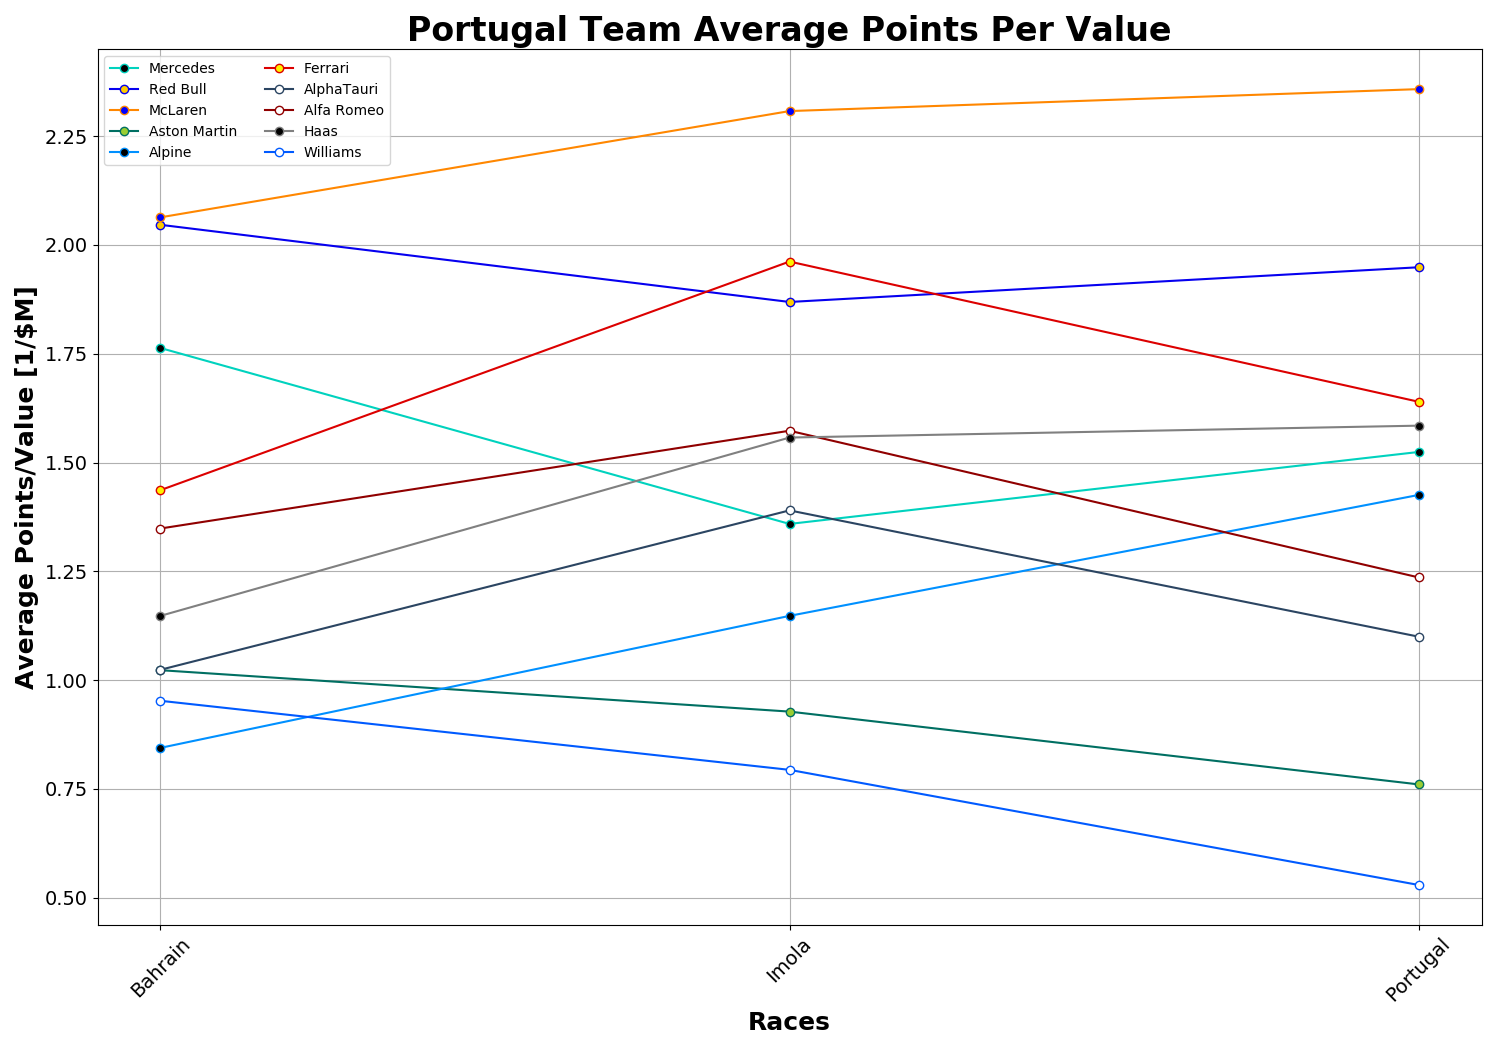 Portugal Team Average Points Per Value
Mercedes
Red Bull
McLaren
Aston Martin
Alpine
Ferrari
AlphaTauri
Alfa Romeo
Haas
Williams
Average Points/Value [1/$M]
2.25
2.00
1.75
1.50
1.25
1.00
0.75
0.50
Bahrain
Imola
Portugal
Races